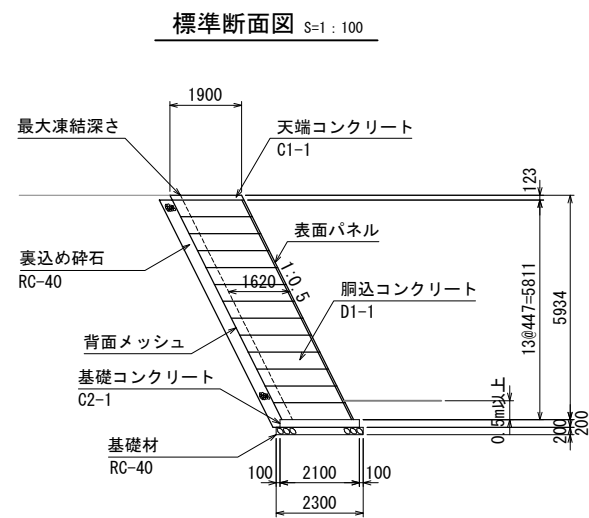 標準断面図 S=1:100
1900
最大凍結深さ
天端コンクリート
C1-1
123
表面パネル
裏込め砕石
RC-40
1:0.5
1620
胴込コンクリート
D1-1
13@447=5811
5934
背面メッシュ
基礎コンクリート
C2-1
0.5m以上
200
200
基礎材
RC-40
100
2100
100
2300